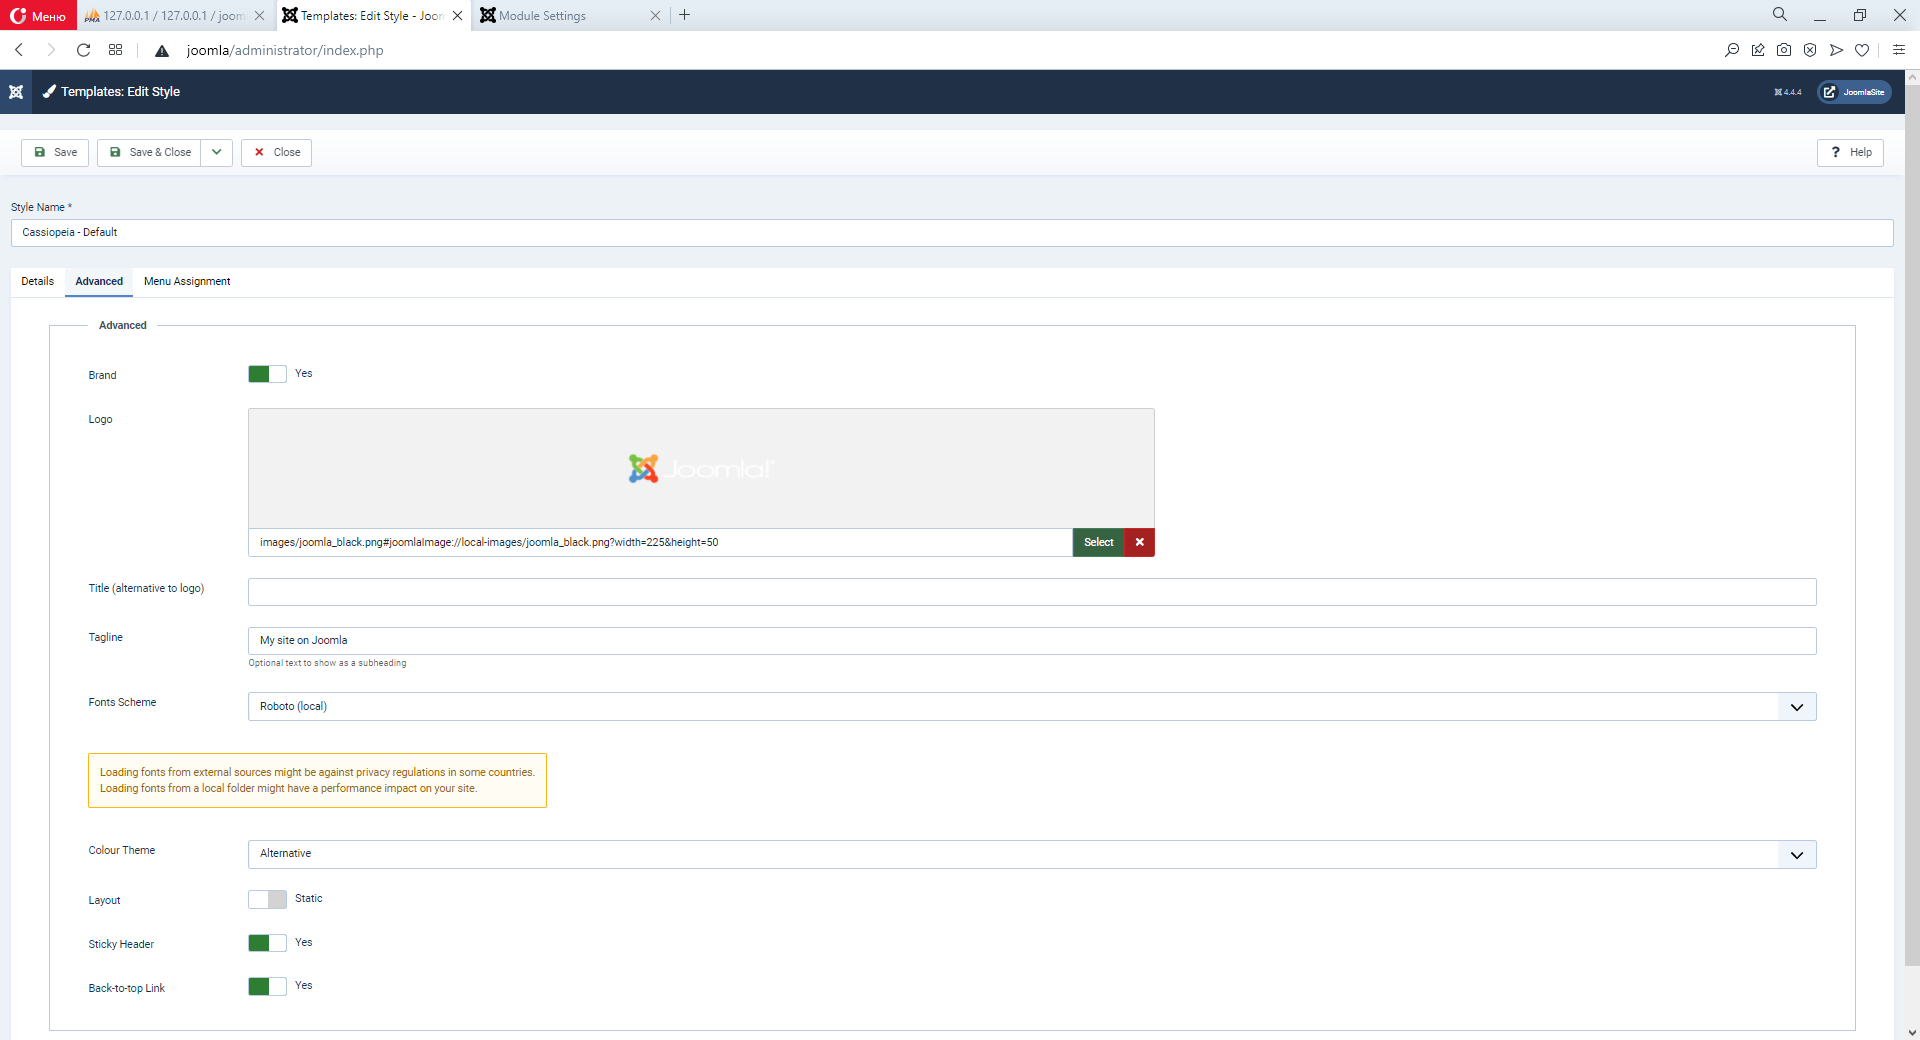 Меню
127.0.0.1 / 127.0.0.1 / joom
Templates: Edit Style - Joon
Module Settings
joomla/administrator/index.php
Templates: Edit Style
4.4.4
JoomlaSite
Save
Save & Close
Close
? Help
Style Name *
Cassiopeia - Default
Details
Advanced
Menu Assignment
Advanced
Brand
Yes
Logo
Joomla!
images/joomla_black.png#joomlaImage://local-images/joomla_black.png?width=225&height=50
Select
Title (alternative to logo)
Tagline
My site on Joomla
Optional text to show as a subheading
Fonts Scheme
Roboto (local)
Loading fonts from external sources might be against privacy regulations in some countries.
Loading fonts from a local folder might have a performance impact on your site.
Colour Theme
Alternative
Layout
Static
Sticky Header
Yes
Back-to-top Link
Yes